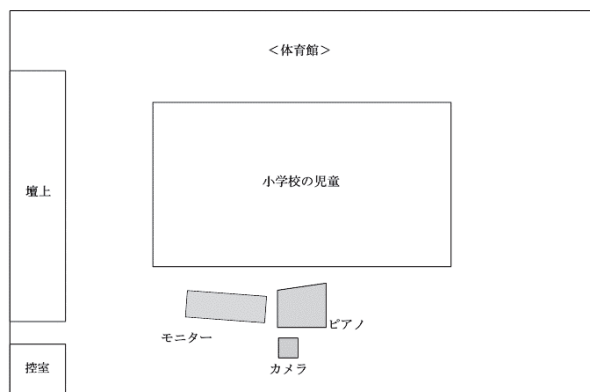 ＜体育館＞
壇上
小学校の児童
モニター
ピアノ
カメラ
控室